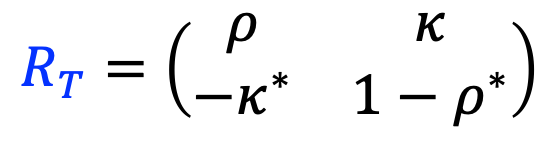 R_T = ( ρ κ
−κ* 1 − ρ* )